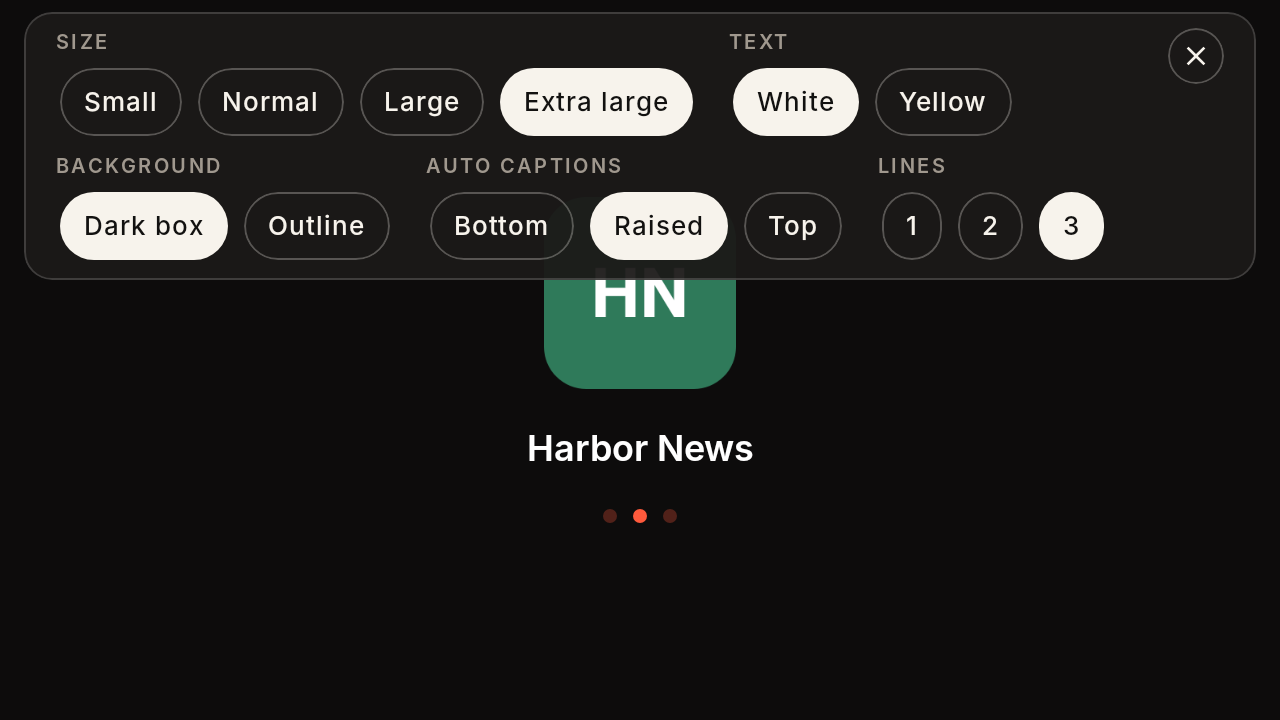 SIZE
Small Normal Large Extra large
TEXT
White Yellow
BACKGROUND
Dark box Outline
AUTO CAPTIONS
Bottom Raised Top
LINES
1 2 3
HN
Harbor News